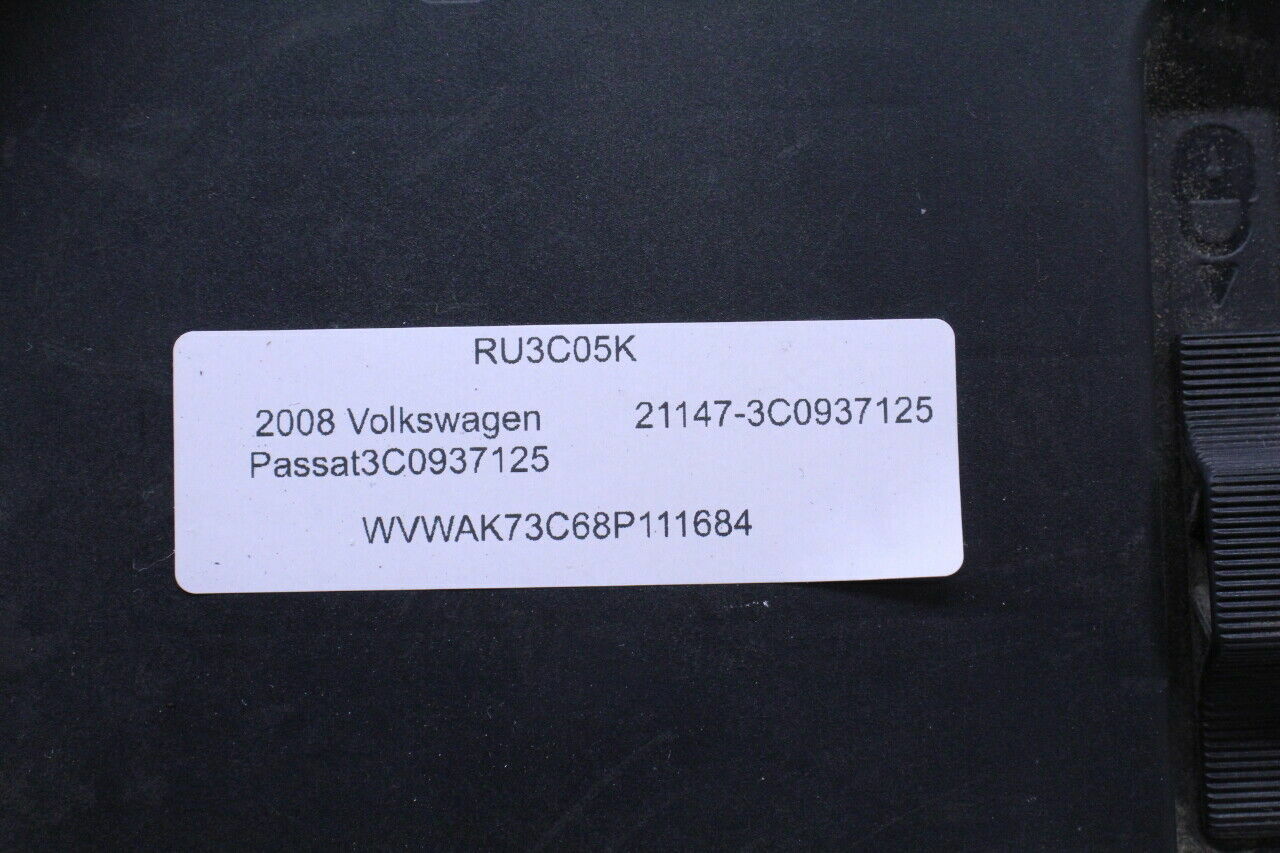 RU3C05K
2008 Volkswagen 21147-3C0937125
Passat3C0937125
WVWAK73C68P111684